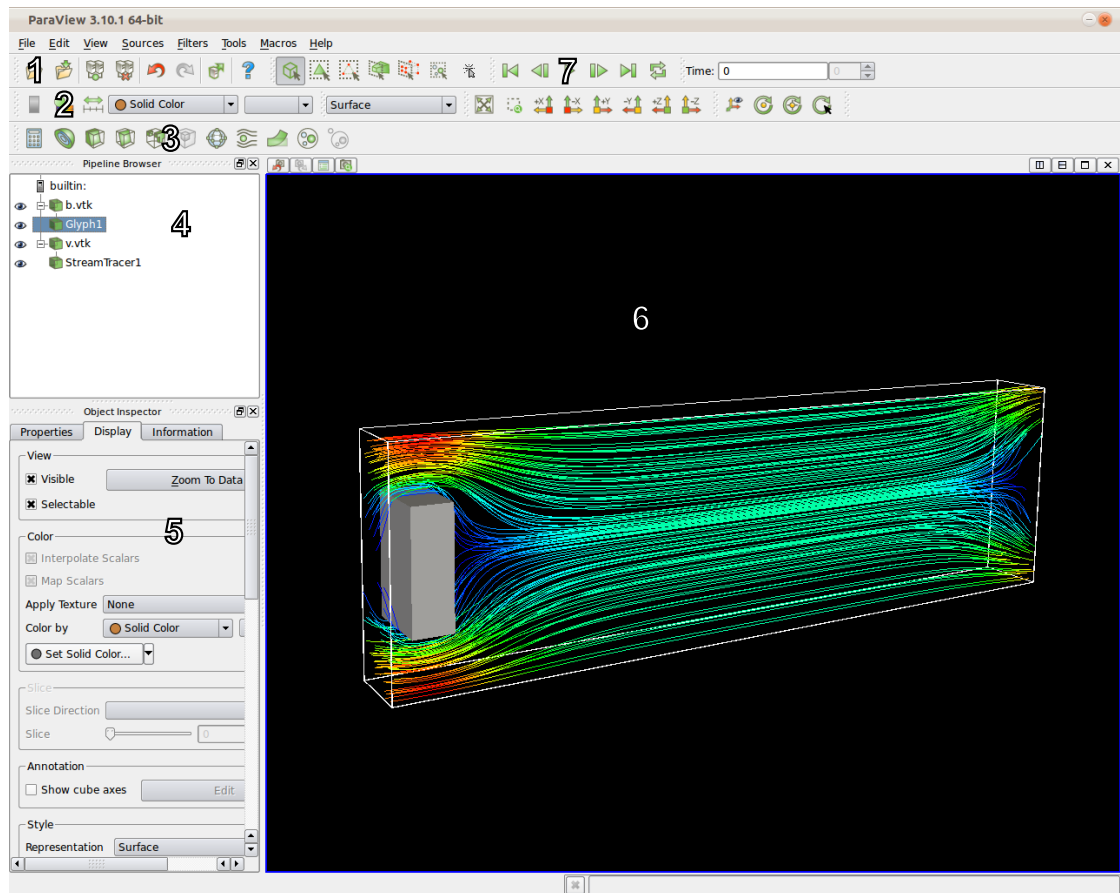 ParaView 3.10.1 64-bit
File Edit View Sources Filters Tools Macros Help
1 ? 7 Time: 0 0
2 Solid Color Surface +X -X +Y -Y +Z -Z
3
Pipeline Browser
builtin:
b.vtk
Glyph1
4
v.vtk
StreamTracer1
6
Object Inspector
Properties Display Information
View
Visible Zoom To Data
Selectable
5
Color
Interpolate Scalars
Map Scalars
Apply Texture None
Color by Solid Color
Set Solid Color...
Slice
Slice Direction
Slice 0
Annotation
Show cube axes Edit
Style
Representation Surface